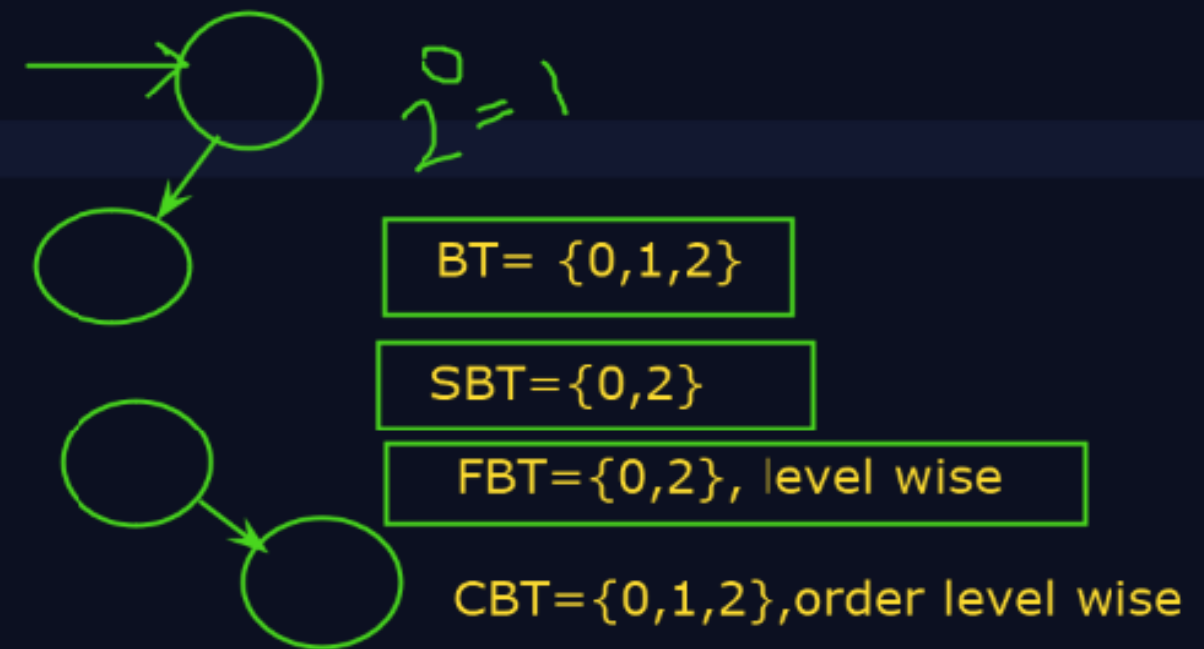 2⁰ = 1
BT= {0,1,2}
SBT={0,2}
FBT={0,2}, level wise
CBT={0,1,2},order level wise